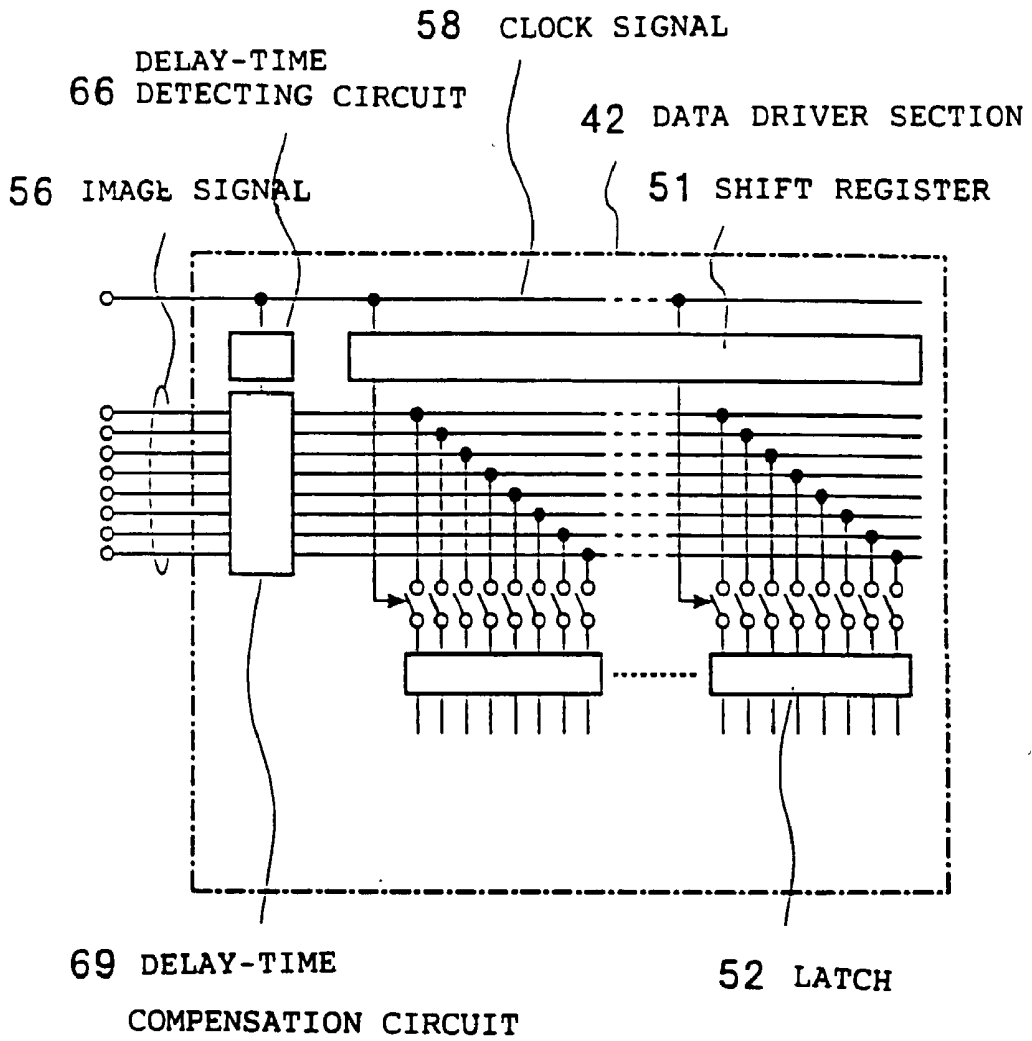 58 CLOCK SIGNAL
DELAY-TIME
66 DETECTING CIRCUIT
42 DATA DRIVER SECTION
56 IMAGE SIGNAL
51 SHIFT REGISTER
69 DELAY-TIME
COMPENSATION CIRCUIT
52 LATCH